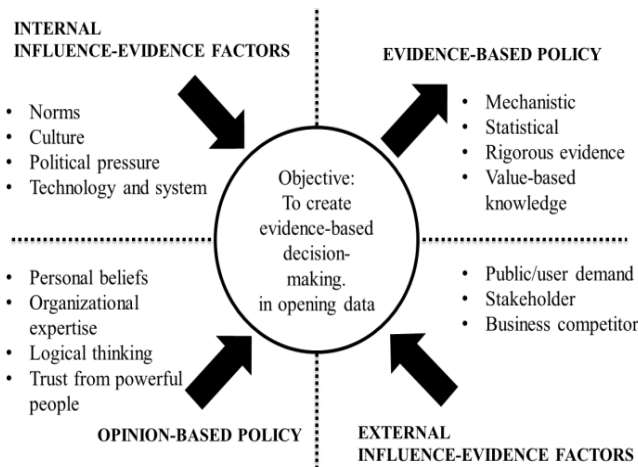 INTERNAL
INFLUENCE-EVIDENCE FACTORS
• Norms
• Culture
• Political pressure
• Technology and system
EVIDENCE-BASED POLICY
• Mechanistic
• Statistical
• Rigorous evidence
• Value-based
knowledge
Objective:
To create
evidence-based
decision-
making.
in opening data
• Personal beliefs
• Organizational
expertise
• Logical thinking
• Trust from powerful
people
OPINION-BASED POLICY
• Public/user demand
• Stakeholder
• Business competitor
EXTERNAL
INFLUENCE-EVIDENCE FACTORS